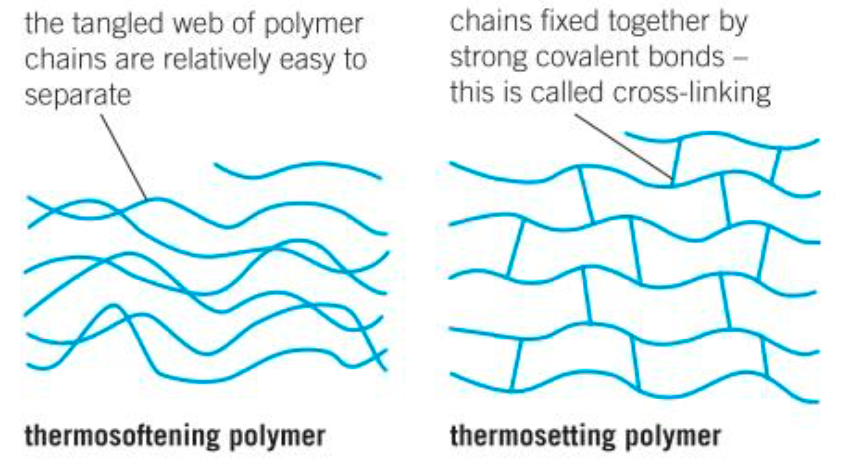 the tangled web of polymer
chains are relatively easy to
separate
chains fixed together by
strong covalent bonds –
this is called cross-linking
thermosoftening polymer
thermosetting polymer